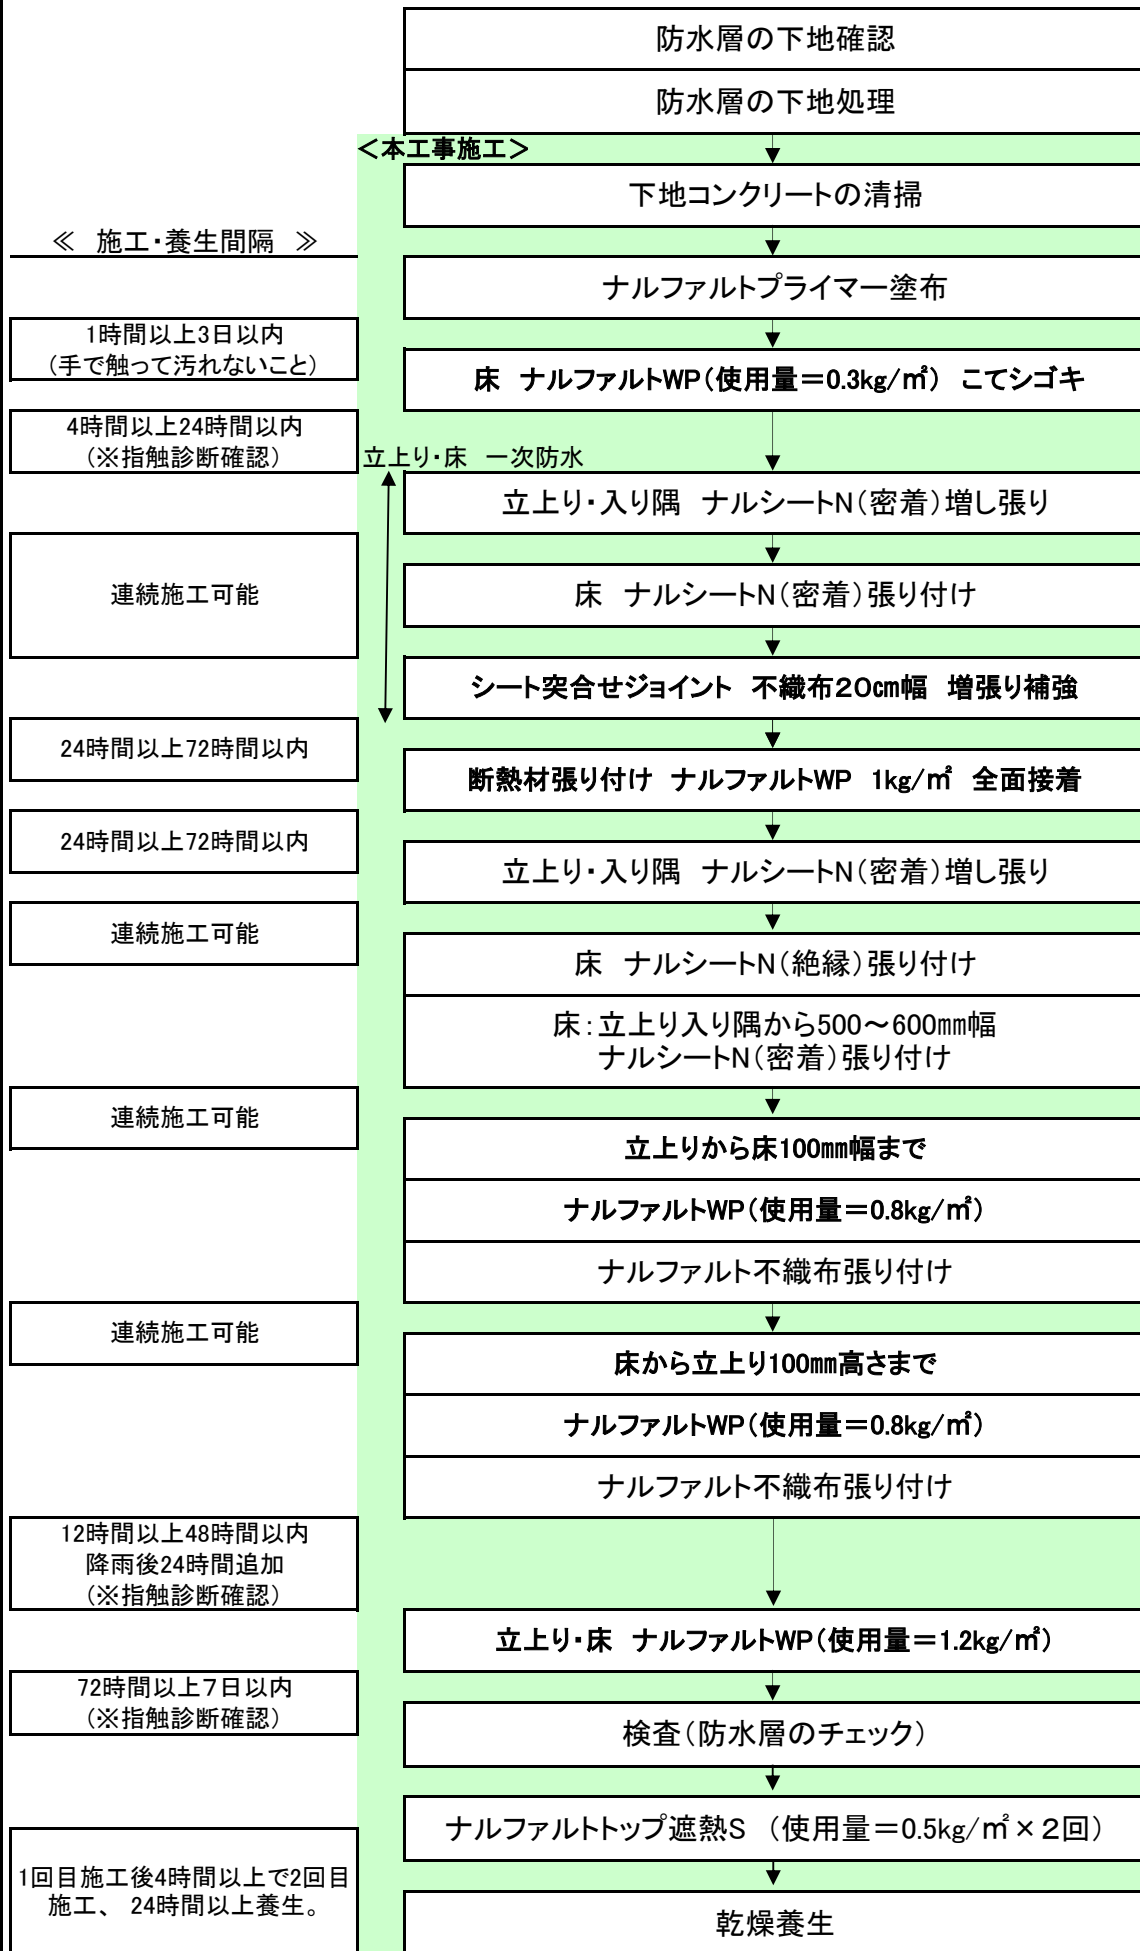 防水層の下地確認
防水層の下地処理
＜本工事施工＞
下地コンクリートの清掃
≪　施工・養生間隔　≫
ナルファルトプライマー塗布
1時間以上3日以内
(手で触って汚れないこと)
床　ナルファルトWP(使用量＝0.3kg/㎡)　こてシゴキ
4時間以上24時間以内
(※指触診断確認)
立上り・床　一次防水
立上り・入り隅　ナルシートN(密着)増し張り
連続施工可能
床　ナルシートN(密着)張り付け
シート突合せジョイント　不織布20㎝幅　増張り補強
24時間以上72時間以内
断熱材張り付け　ナルファルトWP　1kg/㎡　全面接着
24時間以上72時間以内
立上り・入り隅　ナルシートN(密着)増し張り
連続施工可能
床　ナルシートN(絶縁)張り付け
床：立上り入り隅から500～600㎜幅
ナルシートN(密着)張り付け
連続施工可能
立上りから床100㎜幅まで
ナルファルトWP(使用量＝0.8kg/㎡)
ナルファルト不織布張り付け
連続施工可能
床から立上り100㎜高さまで
ナルファルトWP(使用量＝0.8kg/㎡)
ナルファルト不織布張り付け
12時間以上48時間以内
降雨後24時間追加
(※指触診断確認)
立上り・床　ナルファルトWP(使用量＝1.2kg/㎡)
72時間以上7日以内
(※指触診断確認)
検査(防水層のチェック)
ナルファルトトップ遮熱S　(使用量＝0.5kg/㎡×2回)
1回目施工後4時間以上で2回目
施工、 24時間以上養生。
乾燥養生